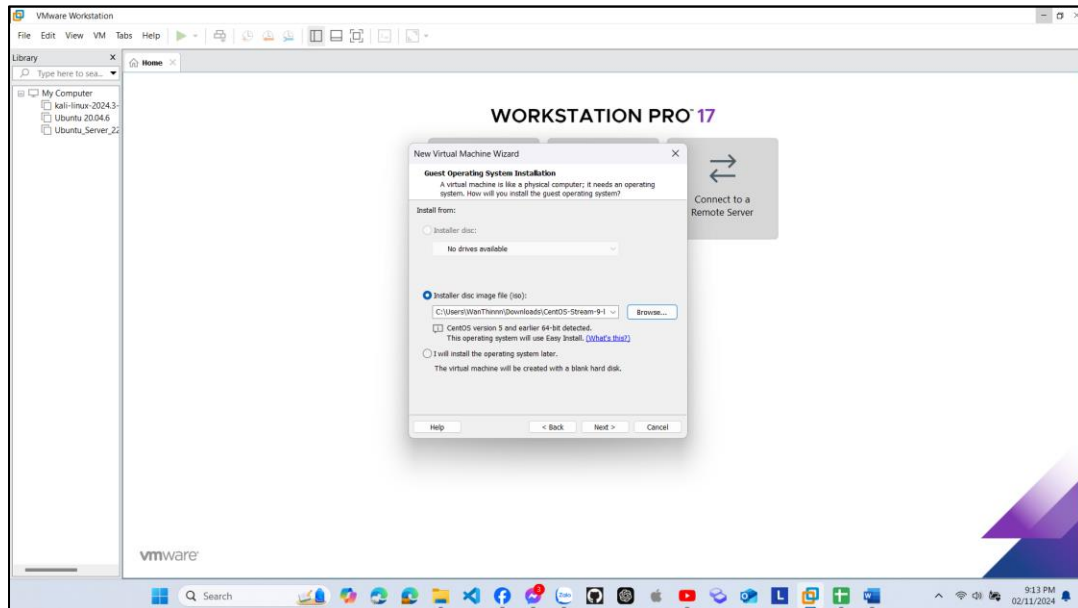 VMware Workstation
File Edit View VM Tabs Help
Library
Type here to sea...
Home
My Computer
kali-linux-2024.3-
Ubuntu 20.04.6
Ubuntu_Server_22
WORKSTATION PRO™ 17
Connect to a
Remote Server
New Virtual Machine Wizard
Guest Operating System Installation
A virtual machine is like a physical computer; it needs an operating
system. How will you install the guest operating system?
Install from:
Installer disc:
No drives available
Installer disc image file (iso):
C:\Users\WanThinnn\Downloads\CentOS-Stream-9-l
Browse...
CentOS version 5 and earlier 64-bit detected.
This operating system will use Easy Install. (What's this?)
I will install the operating system later.
The virtual machine will be created with a blank hard disk.
Help < Back Next > Cancel
vmware
Search
Zalo
9:13 PM
02/11/2024